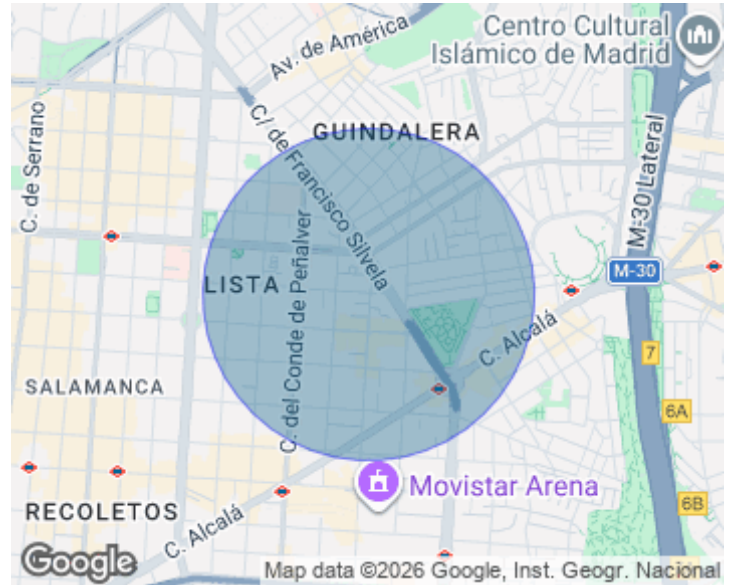 Centro Cultural
Islámico de Madrid
Av. de América
C. de Serrano
C/ de Francisco Silvela
GUINDALERA
M-30 Lateral
C. del Conde de Peñalver
LISTA
M-30
C. Alcalá
7
SALAMANCA
6A
Movistar Arena
RECOLETOS
6B
C. Alcalá
Google
Map data ©2026 Google, Inst. Geogr. Nacional